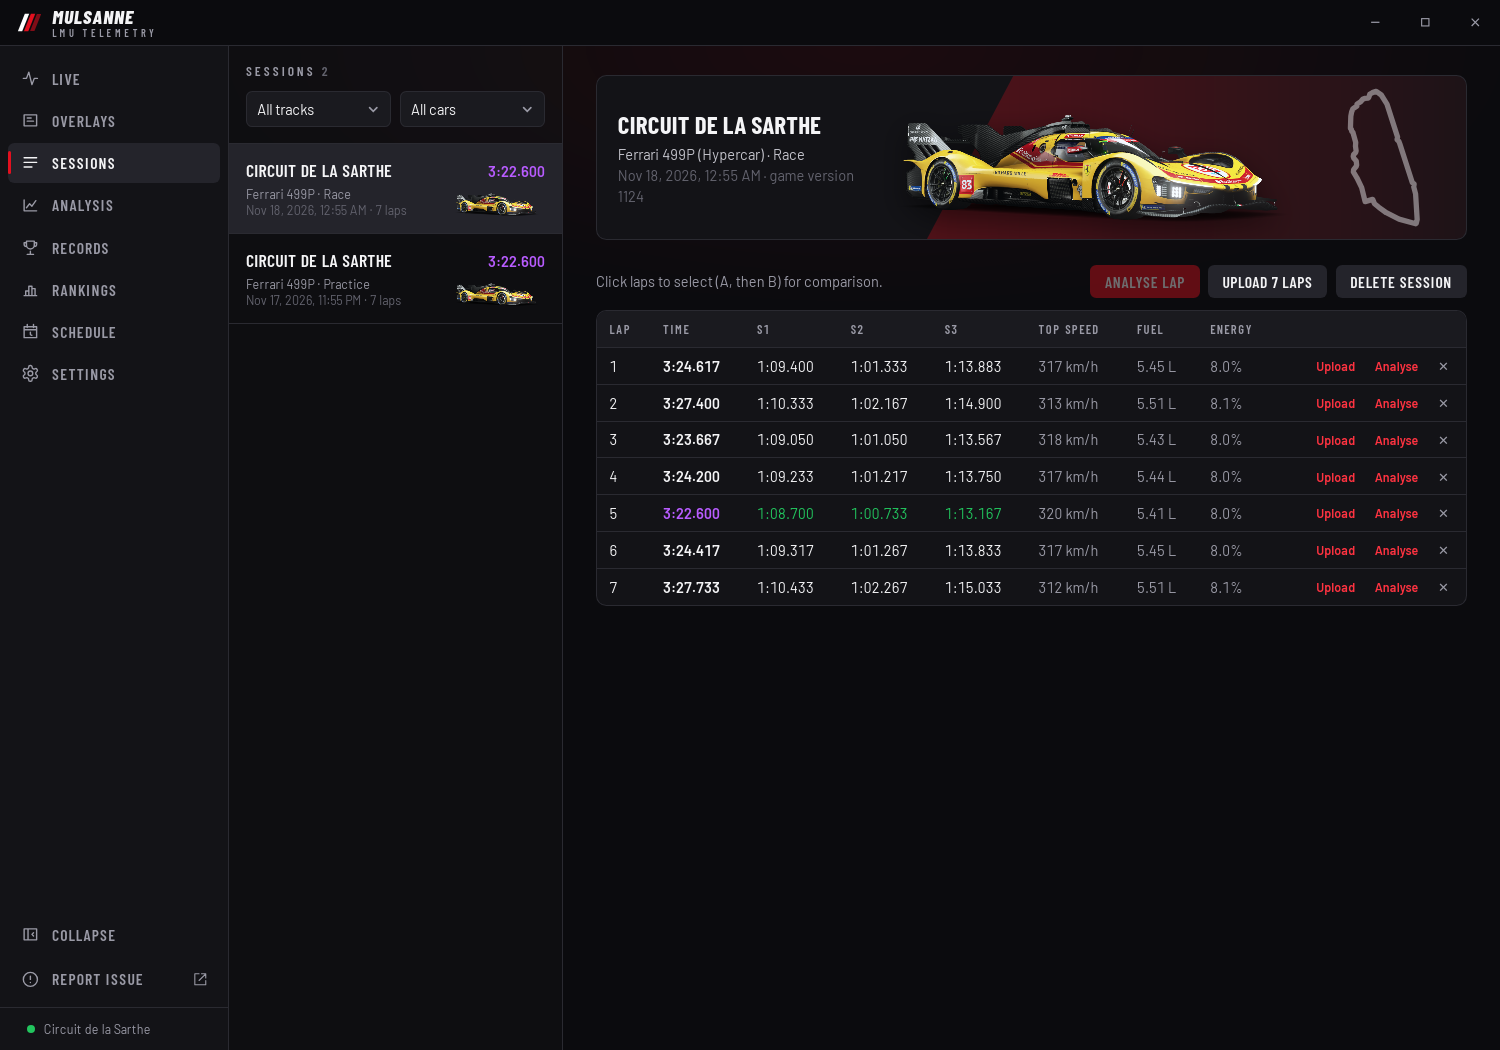 MULSANNE
LMU TELEMETRY
LIVE
OVERLAYS
SESSIONS
ANALYSIS
RECORDS
RANKINGS
SCHEDULE
SETTINGS
COLLAPSE
REPORT ISSUE
Circuit de la Sarthe
SESSIONS 2
All tracks
All cars
CIRCUIT DE LA SARTHE 3:22.600
Ferrari 499P · Race
Nov 18, 2026, 12:55 AM · 7 laps
CIRCUIT DE LA SARTHE 3:22.600
Ferrari 499P · Practice
Nov 17, 2026, 11:55 PM · 7 laps
CIRCUIT DE LA SARTHE
Ferrari 499P (Hypercar) · Race
Nov 18, 2026, 12:55 AM · game version
1124
83
Click laps to select (A, then B) for comparison.
ANALYSE LAP
UPLOAD 7 LAPS
DELETE SESSION
LAP TIME S1 S2 S3 TOP SPEED FUEL ENERGY
1 3:24.617 1:09.400 1:01.333 1:13.883 317 km/h 5.45 L 8.0% Upload Analyse ×
2 3:27.400 1:10.333 1:02.167 1:14.900 313 km/h 5.51 L 8.1% Upload Analyse ×
3 3:23.667 1:09.050 1:01.050 1:13.567 318 km/h 5.43 L 8.0% Upload Analyse ×
4 3:24.200 1:09.233 1:01.217 1:13.750 317 km/h 5.44 L 8.0% Upload Analyse ×
5 3:22.600 1:08.700 1:00.733 1:13.167 320 km/h 5.41 L 8.0% Upload Analyse ×
6 3:24.417 1:09.317 1:01.267 1:13.833 317 km/h 5.45 L 8.0% Upload Analyse ×
7 3:27.733 1:10.433 1:02.267 1:15.033 312 km/h 5.51 L 8.1% Upload Analyse ×